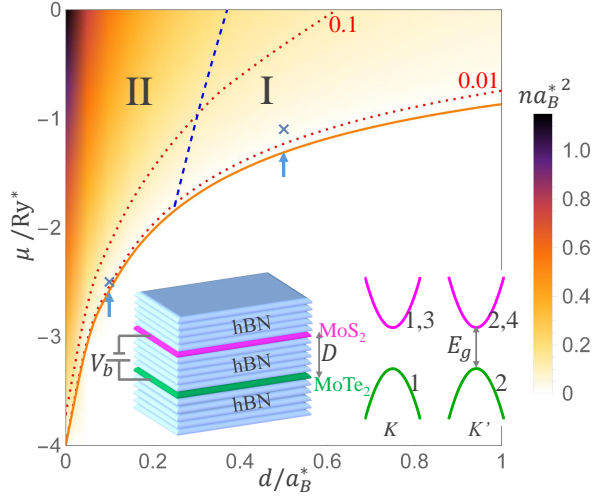 0
0.1
II
I
0.01
na_B^{*2}
-1
1.0
0.8
μ/Ry*
-2
0.6
hBN
1,3
2,4
0.4
MoS₂
-3
V_b
hBN
D
E_g
0.2
MoTe₂
1
2
hBN
K
K'
0
-4
0
0.2
0.4
0.6
0.8
1
d/a_B^*